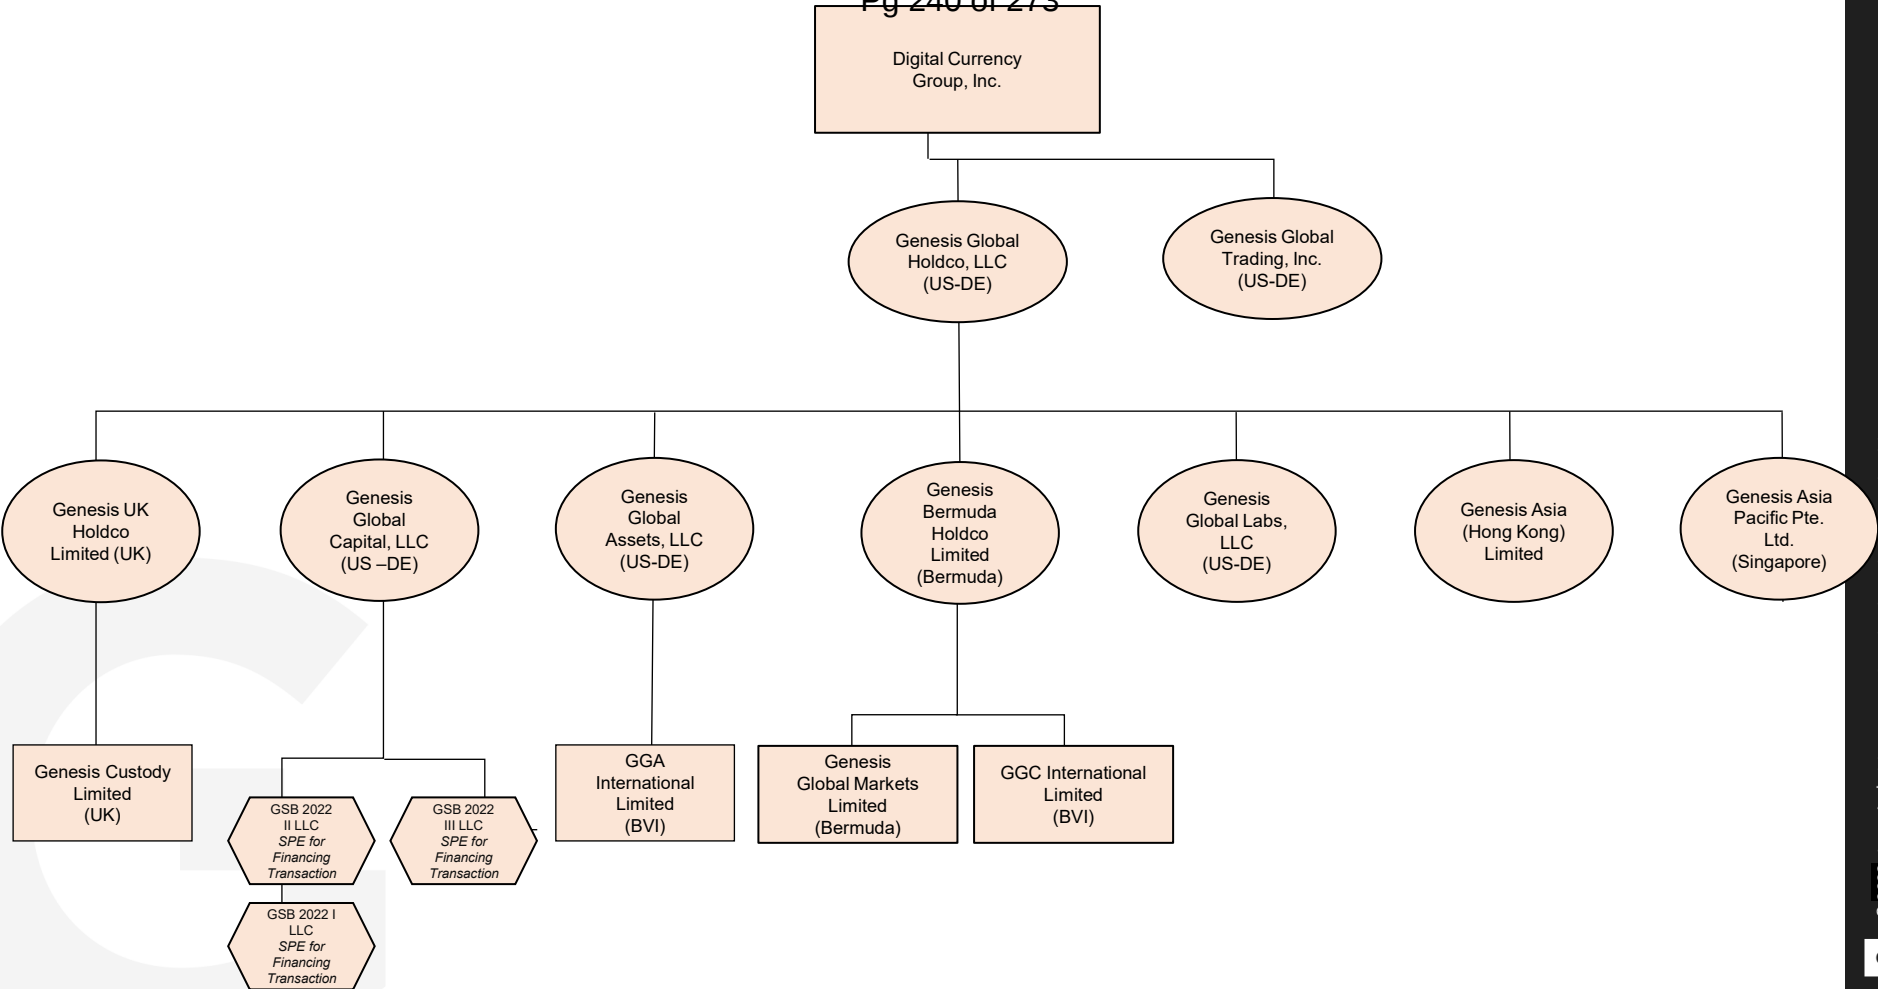 Pg 240 of 273
Digital Currency
Group, Inc.
Genesis Global
Holdco, LLC
(US-DE)
Genesis Global
Trading, Inc.
(US-DE)
Genesis UK
Holdco
Limited (UK)
Genesis
Global
Capital, LLC
(US –DE)
Genesis
Global
Assets, LLC
(US-DE)
Genesis
Bermuda
Holdco
Limited
(Bermuda)
Genesis
Global Labs,
LLC
(US-DE)
Genesis Asia
(Hong Kong)
Limited
Genesis Asia
Pacific Pte.
Ltd.
(Singapore)
Genesis Custody
Limited
(UK)
GSB 2022
II LLC
SPE for
Financing
Transaction
GSB 2022
III LLC
SPE for
Financing
Transaction
GGA
International
Limited
(BVI)
Genesis
Global Markets
Limited
(Bermuda)
GGC International
Limited
(BVI)
GSB 2022 I
LLC
SPE for
Financing
Transaction